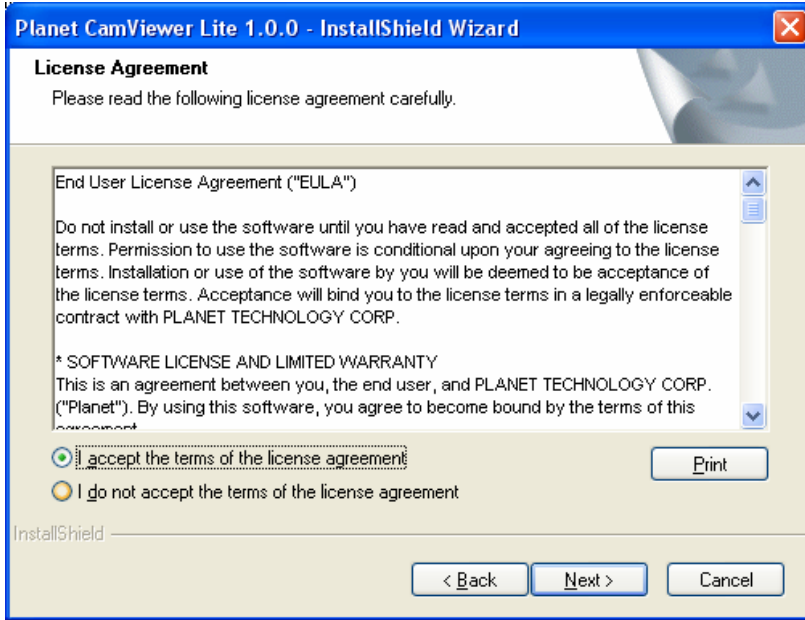 Planet CamViewer Lite 1.0.0 - InstallShield Wizard
License Agreement
Please read the following license agreement carefully.
End User License Agreement ("EULA")
Do not install or use the software until you have read and accepted all of the license
terms. Permission to use the software is conditional upon your agreeing to the license
terms. Installation or use of the software by you will be deemed to be acceptance of
the license terms. Acceptance will bind you to the license terms in a legally enforceable
contract with PLANET TECHNOLOGY CORP.
* SOFTWARE LICENSE AND LIMITED WARRANTY
This is an agreement between you, the end user, and PLANET TECHNOLOGY CORP.
("Planet"). By using this software, you agree to become bound by the terms of this
agreement
I accept the terms of the license agreement
Print
I do not accept the terms of the license agreement
InstallShield
< Back
Next >
Cancel